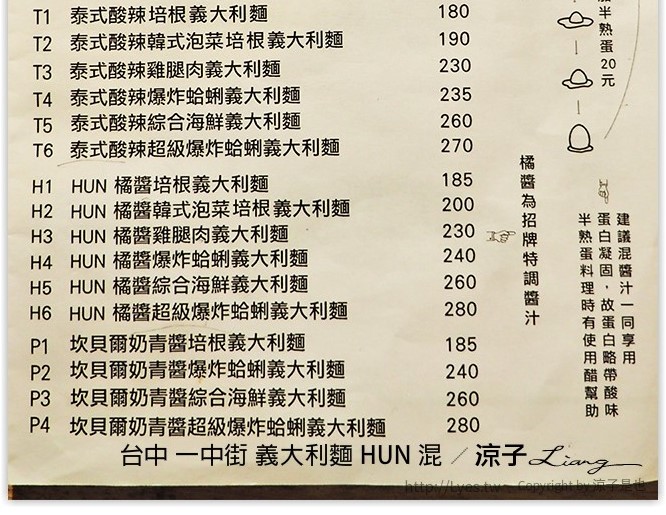 T1 泰式酸辣培根義大利麵 180
T2 泰式酸辣韓式泡菜培根義大利麵 190
T3 泰式酸辣雞腿肉義大利麵 230
T4 泰式酸辣爆炸蛤蜊義大利麵 235
T5 泰式酸辣綜合海鮮義大利麵 260
T6 泰式酸辣超級爆炸蛤蜊義大利麵 270
H1 HUN 橘醬培根義大利麵 185
H2 HUN 橘醬韓式泡菜培根義大利麵 200
H3 HUN 橘醬雞腿肉義大利麵 230
H4 HUN 橘醬爆炸蛤蜊義大利麵 240
H5 HUN 橘醬綜合海鮮義大利麵 260
H6 HUN 橘醬超級爆炸蛤蜊義大利麵 280
P1 坎貝爾奶青醬培根義大利麵 185
P2 坎貝爾奶青醬爆炸蛤蜊義大利麵 240
P3 坎貝爾奶青醬綜合海鮮義大利麵 260
P4 坎貝爾奶青醬超級爆炸蛤蜊義大利麵 280
半熟蛋20元
橘醬為招牌特調醬汁
建議混醬汁一同享用
蛋白凝固,故蛋白略帶酸味
半熟蛋料理時有使用醋幫助
台中 一中街 義大利麵 HUN 混 / 涼子 Liang
http://Lyes.tw~ Copyright by 涼子是也